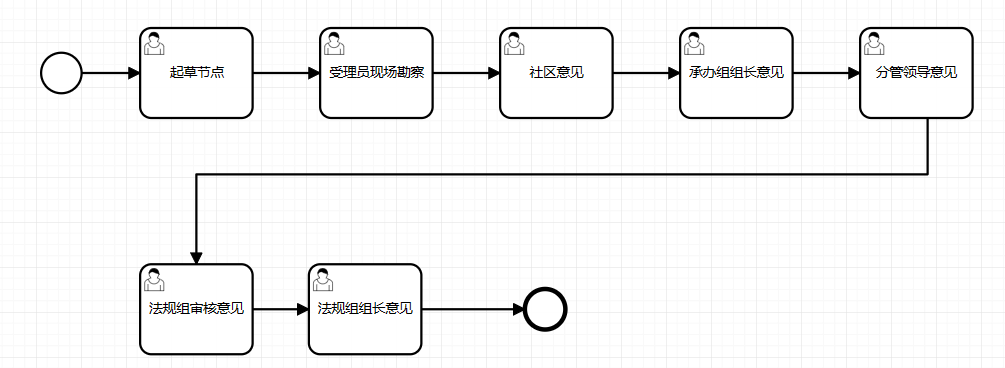 起草节点
受理员现场勘察
社区意见
承办组组长意见
分管领导意见
法规组审核意见
法规组组长意见